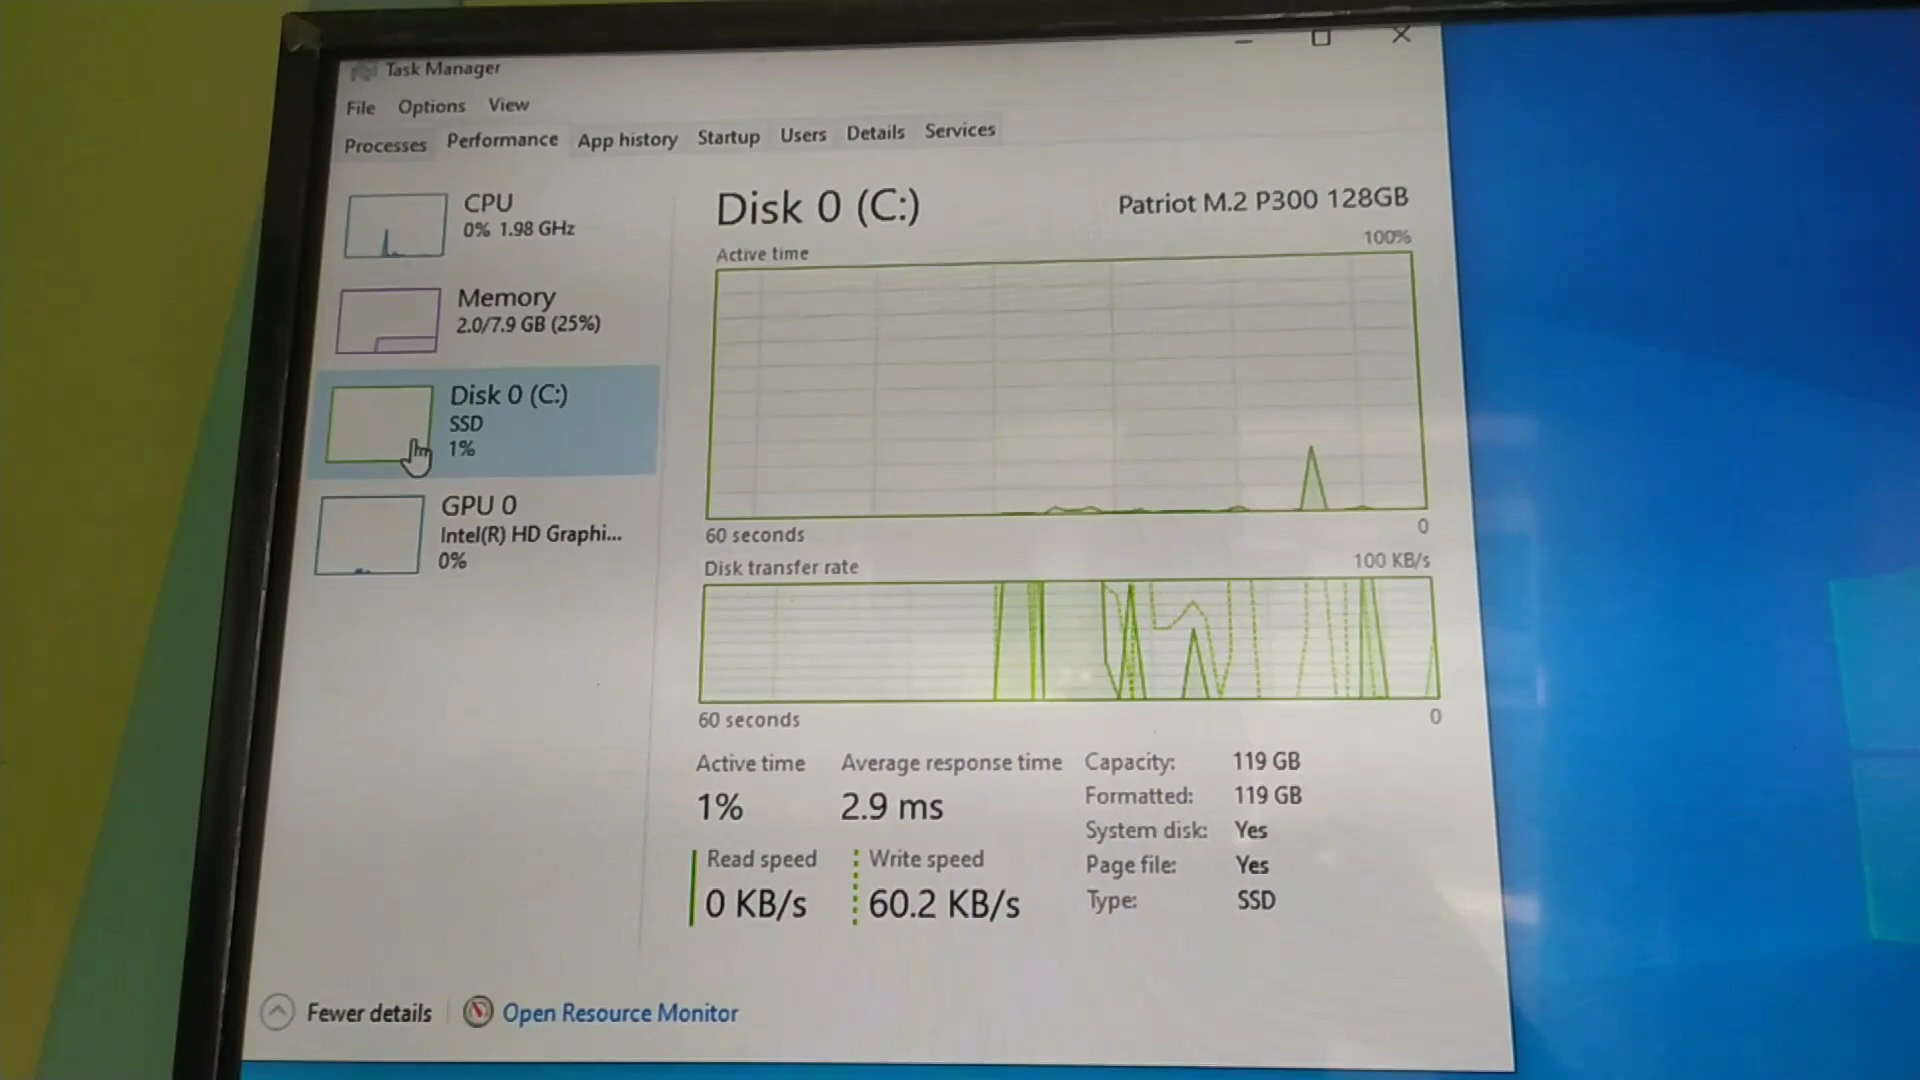 Task Manager
File Options View
Processes Performance App history Startup Users Details Services
CPU
0% 1.98 GHz
Memory
2.0/7.9 GB (25%)
Disk 0 (C:)
SSD
1%
GPU 0
Intel(R) HD Graphi...
0%
Disk 0 (C:) Patriot M.2 P300 128GB
Active time 100%
60 seconds 0
Disk transfer rate 100 KB/s
60 seconds 0
Active time Average response time
1% 2.9 ms
Read speed Write speed
0 KB/s 60.2 KB/s
Capacity: 119 GB
Formatted: 119 GB
System disk: Yes
Page file: Yes
Type: SSD
Fewer details Open Resource Monitor